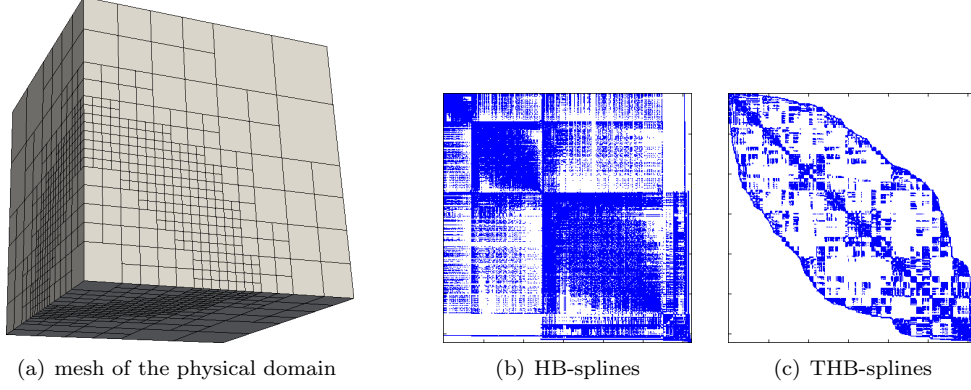 (a) mesh of the physical domain
(b) HB-splines
(c) THB-splines